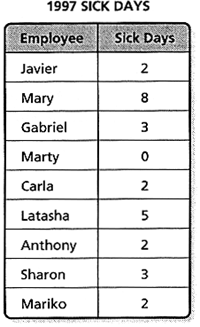 1997 SICK DAYS
Employee Sick Days
Javier 2
Mary 8
Gabriel 3
Marty 0
Carla 2
Latasha 5
Anthony 2
Sharon 3
Mariko 2